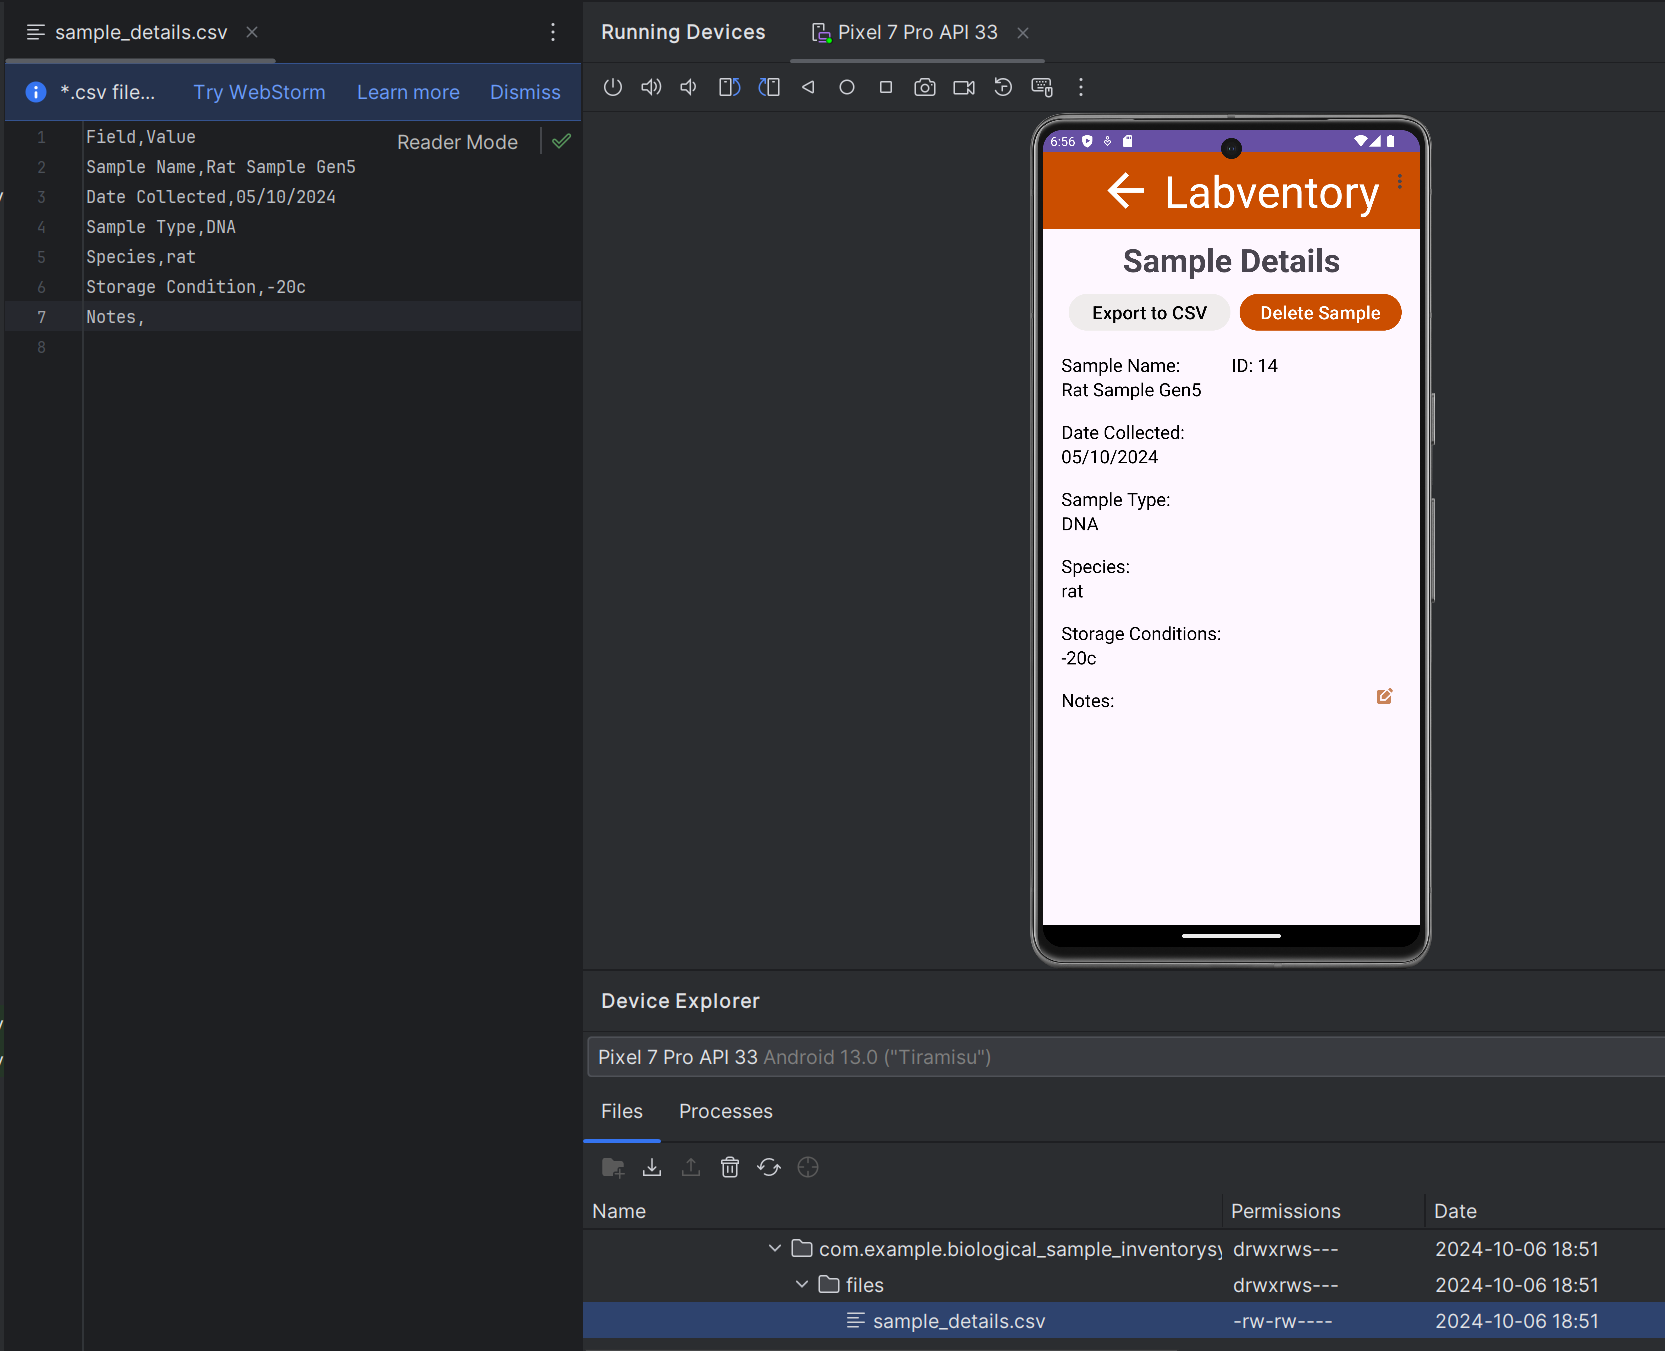 sample_details.csv
*.csv file... Try WebStorm Learn more Dismiss
Reader Mode
1 Field,Value
2 Sample Name,Rat Sample Gen5
3 Date Collected,05/10/2024
4 Sample Type,DNA
5 Species,rat
6 Storage Condition,-20c
7 Notes,
8
Running Devices Pixel 7 Pro API 33
6:56
Labventory
Sample Details
Export to CSV Delete Sample
Sample Name: ID: 14
Rat Sample Gen5
Date Collected:
05/10/2024
Sample Type:
DNA
Species:
rat
Storage Conditions:
-20c
Notes:
Device Explorer
Pixel 7 Pro API 33 Android 13.0 ("Tiramisu")
Files Processes
Name Permissions Date
com.example.biological_sample_inventorysy drwxrws--- 2024-10-06 18:51
files drwxrws--- 2024-10-06 18:51
sample_details.csv -rw-rw---- 2024-10-06 18:51